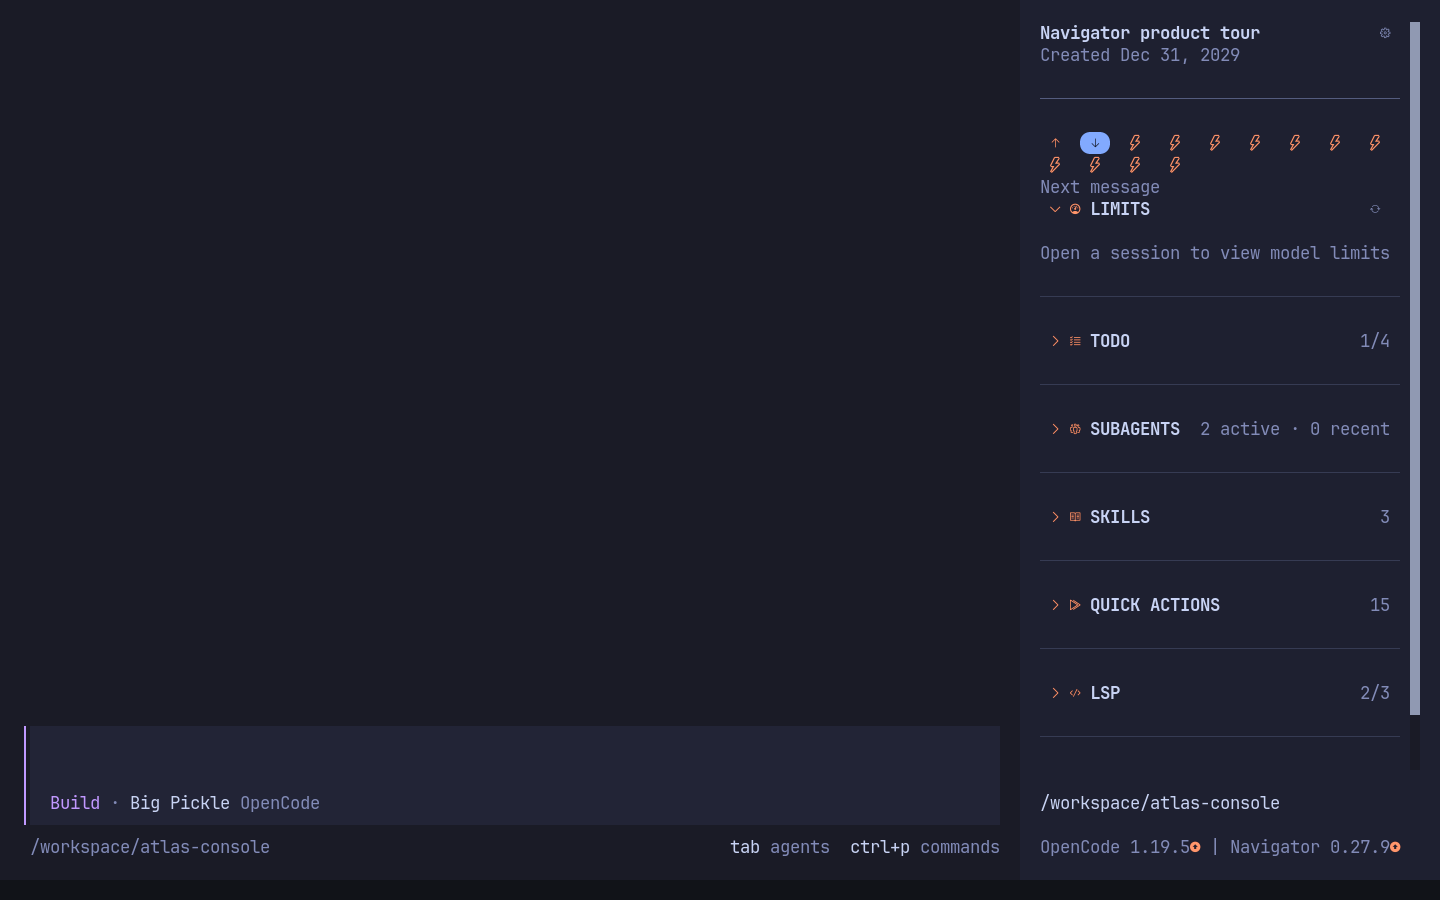 Navigator product tour
Created Dec 31, 2029
Next message
LIMITS
Open a session to view model limits
TODO 1/4
SUBAGENTS 2 active · 0 recent
SKILLS 3
QUICK ACTIONS 15
LSP 2/3
Build · Big Pickle OpenCode
/workspace/atlas-console
/workspace/atlas-console tab agents ctrl+p commands
OpenCode 1.19.5 | Navigator 0.27.9